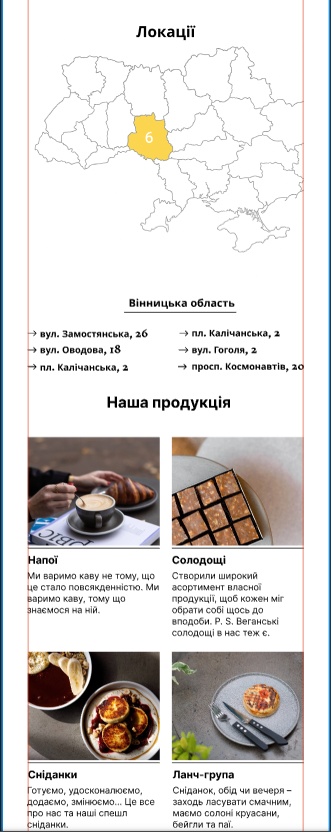 Локації
6
Вінницька область
→ вул. Замостянська, 26
→ пл. Калічанська, 2
→ вул. Оводова, 18
→ вул. Гоголя, 2
→ пл. Калічанська, 2
→ просп. Космонавтів, 20
Наша продукція
Напої
Ми варимо каву не тому, що
це стало повсякденністю. Ми
варимо каву, тому що
знаємося на ній.
Солодощі
Створили широкий
асортимент власної
продукції, щоб кожен міг
обрати собі щось до
вподоби. P. S. Веганські
солодощі в нас теж є.
Сніданки
Готуємо, удосконалюємо,
додаємо, змінюємо... Це все
про нас та наші спешл
сніданки.
Ланч-група
Сніданок, обід чи вечеря –
заходь ласувати смачним,
маємо солоні круасани,
бейгли та паї.